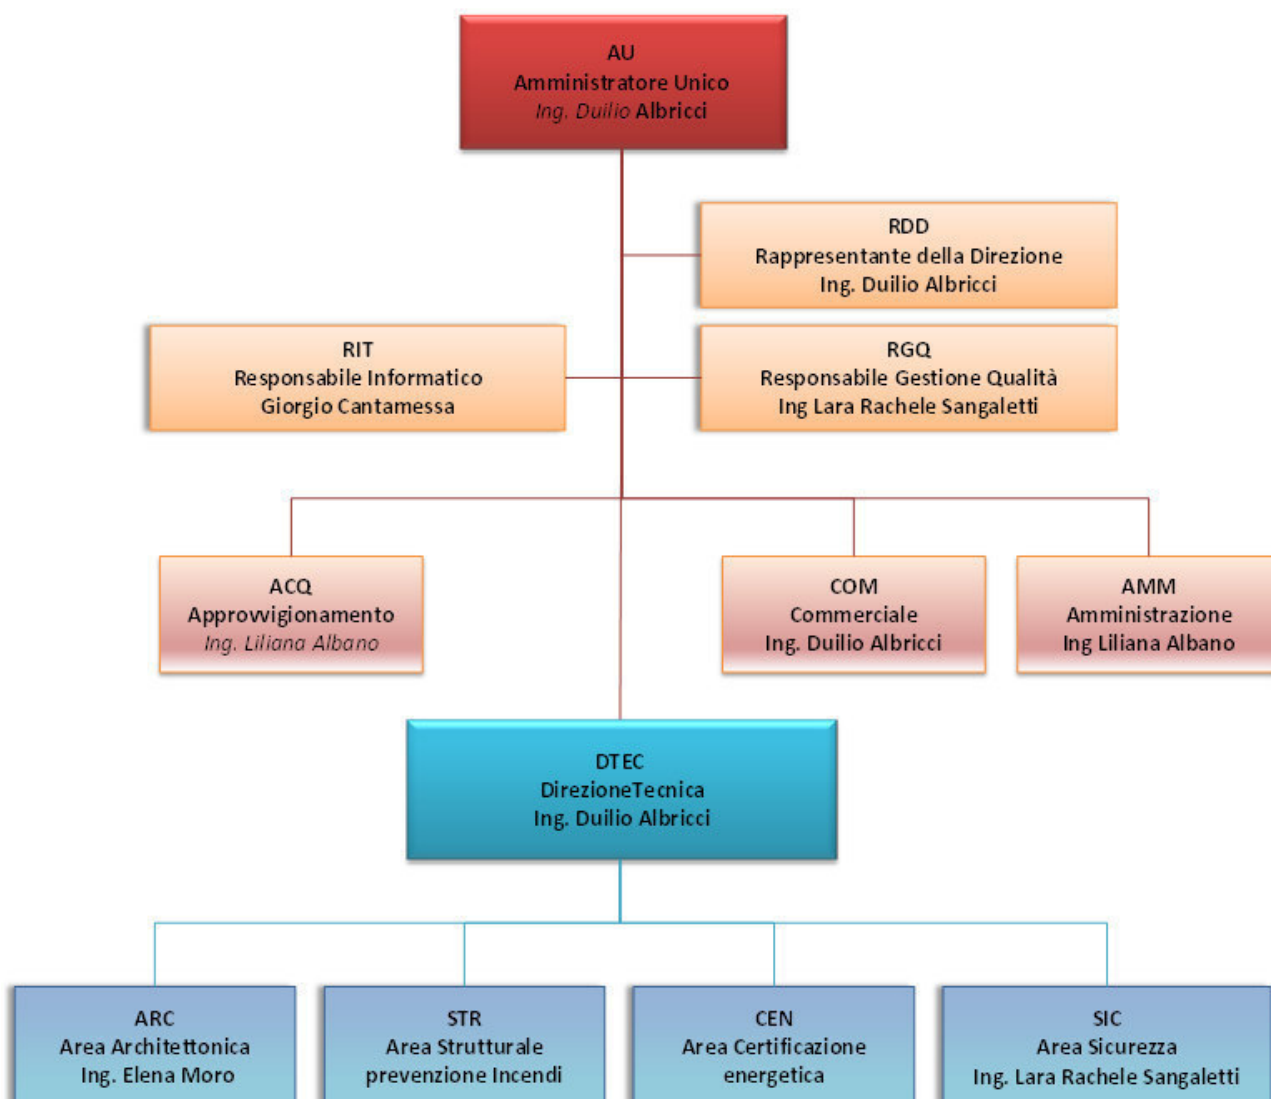 AU
Amministratore Unico
Ing. Duilio Albricci
RDD
Rappresentante della Direzione
Ing. Duilio Albricci
RIT
Responsabile Informatico
Giorgio Cantamessa
RGQ
Responsabile Gestione Qualità
Ing Lara Rachele Sangaletti
ACQ
Approvvigionamento
Ing. Liliana Albano
COM
Commerciale
Ing. Duilio Albricci
AMM
Amministrazione
Ing Liliana Albano
DTEC
DirezioneTecnica
Ing. Duilio Albricci
ARC
Area Architettonica
Ing. Elena Moro
STR
Area Strutturale
prevenzione Incendi
CEN
Area Certificazione
energetica
SIC
Area Sicurezza
Ing. Lara Rachele Sangaletti